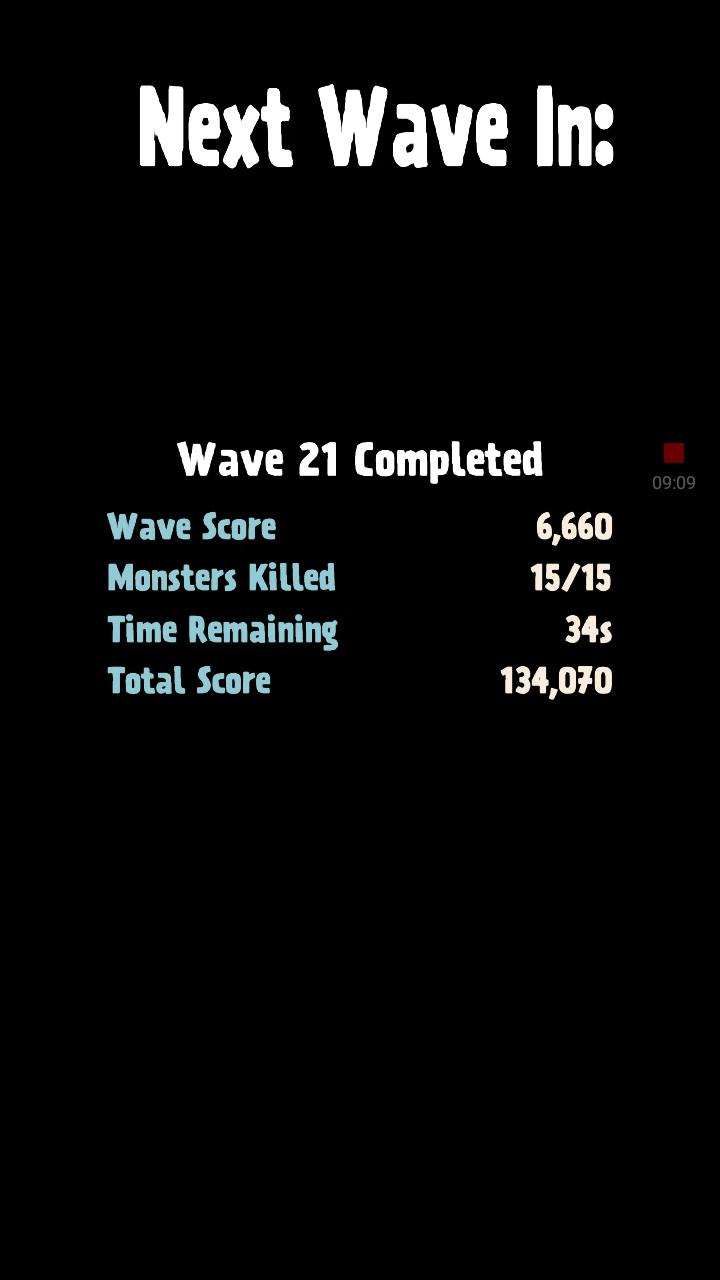 Next Wave In:
Wave 21 Completed
09:09
Wave Score 6,660
Monsters Killed 15/15
Time Remaining 34s
Total Score 134,070